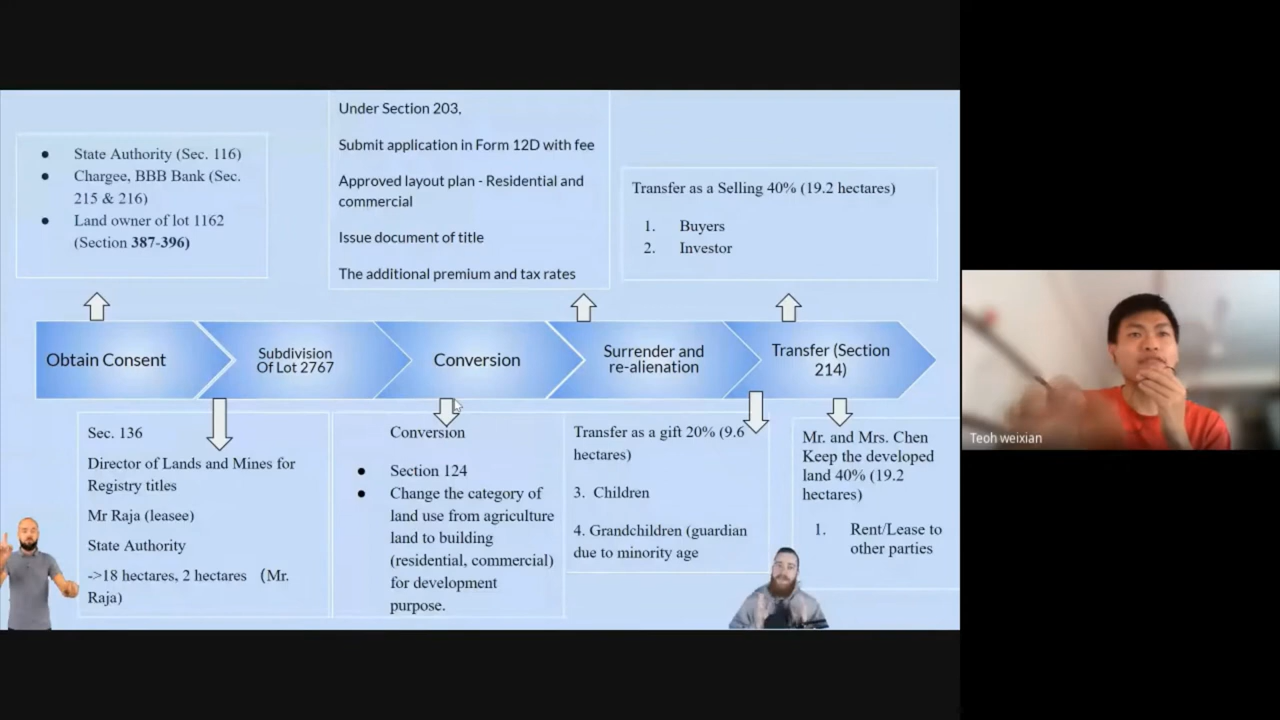 Under Section 203,
Submit application in Form 12D with fee
Approved layout plan - Residential and
commercial
Issue document of title
The additional premium and tax rates
● State Authority (Sec. 116)
● Chargee, BBB Bank (Sec.
215 & 216)
● Land owner of lot 1162
(Section 387-396)
Transfer as a Selling 40% (19.2 hectares)
1. Buyers
2. Investor
Obtain Consent
Subdivision
Of Lot 2767
Conversion
Surrender and
re-alienation
Transfer (Section
214)
Sec. 136
Director of Lands and Mines for
Registry titles
Mr Raja (leasee)
State Authority
->18 hectares, 2 hectares （Mr.
Raja)
Conversion
● Section 124
● Change the category of
land use from agriculture
land to building
(residential, commercial)
for development
purpose.
Transfer as a gift 20% (9.6
hectares)
3. Children
4. Grandchildren (guardian
due to minority age
Mr. and Mrs. Chen
Keep the developed
land 40% (19.2
hectares)
1. Rent/Lease to
other parties
Teoh weixian